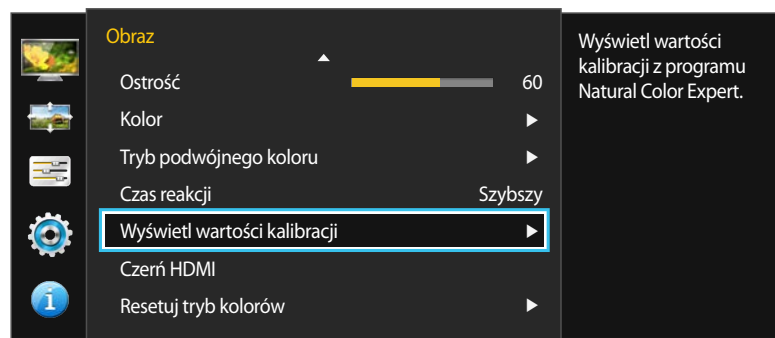 Obraz
Ostrość 60
Kolor
Tryb podwójnego koloru
Czas reakcji Szybszy
Wyświetl wartości kalibracji
Czerń HDMI
Resetuj tryb kolorów
Wyświetl wartości
kalibracji z programu
Natural Color Expert.